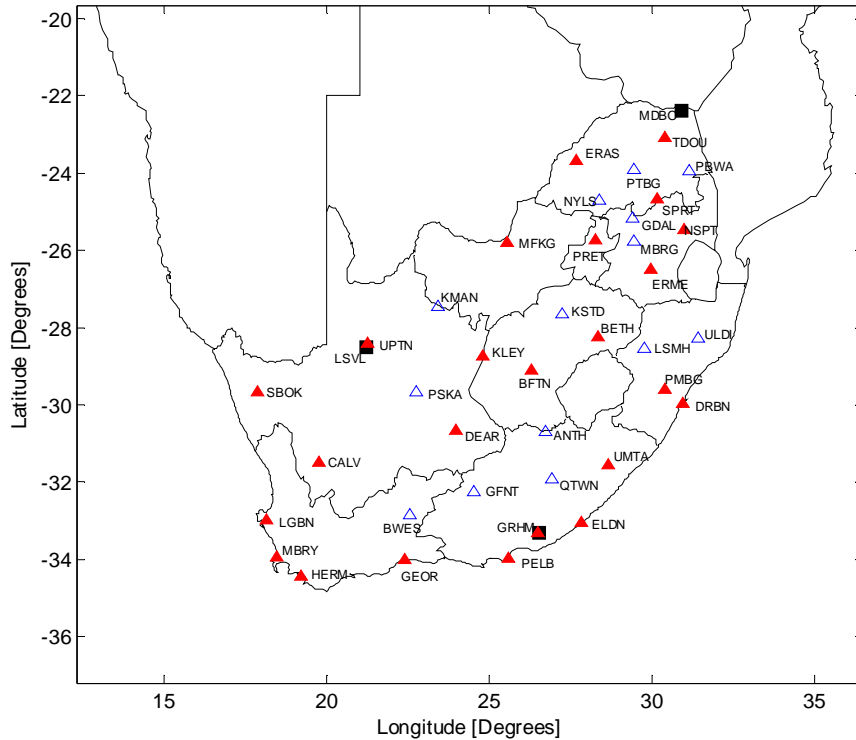 -20
-22
-24
-26
-28
-30
-32
-34
-36
Latitude [Degrees]
MDBO
TDOU
ERAS
PTBG
PBWA
NYLS
SPRT
GDAL
NSPT
MFKG
PRET
MBRG
ERME
KMAN
KSTD
BETH
ULDI
LSMH
UPTN
LSVL
KLEY
BFTN
PMBG
DRBN
SBOK
PSKA
DEAR
ANTH
UMTA
CALV
QTWN
GFNT
BWES
LGBN
GRHM
ELDN
MBRY
HERM
GEOR
PELB
15
20
25
30
35
Longitude [Degrees]